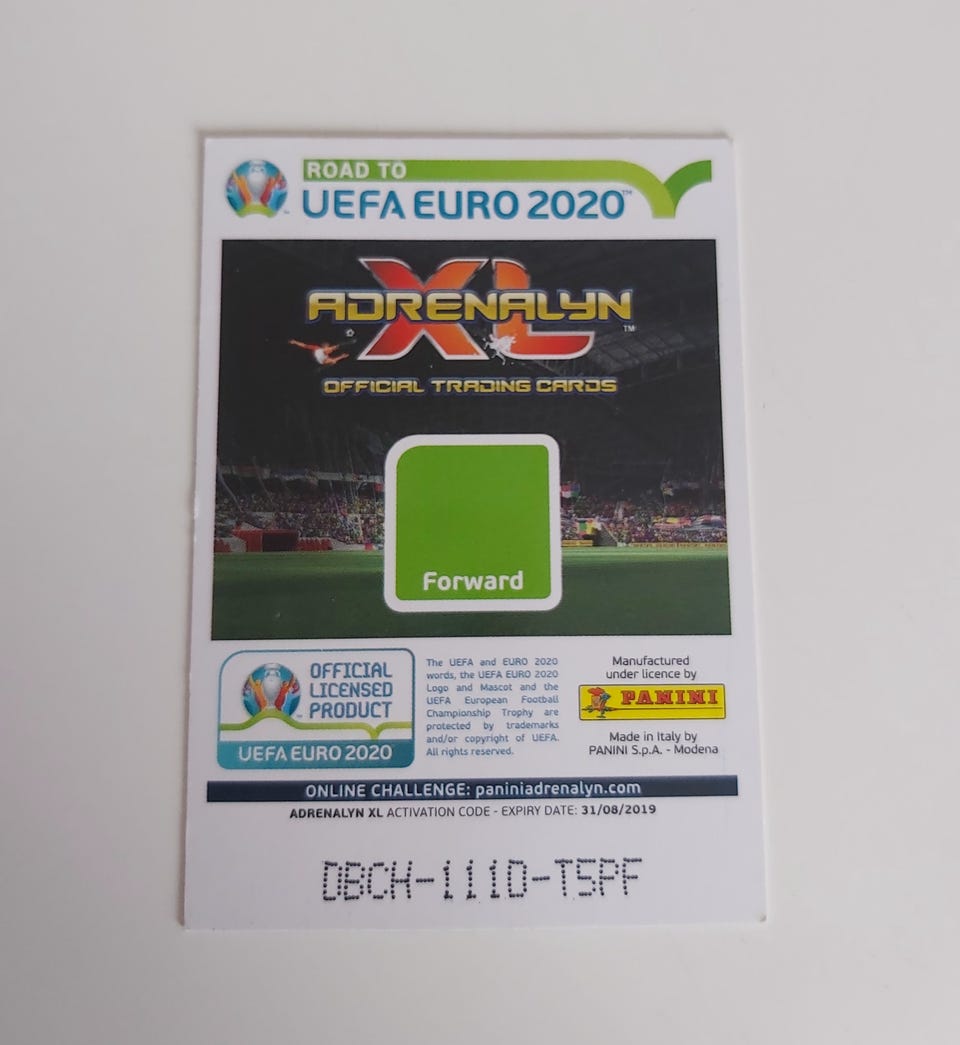 ROAD TO
UEFA EURO 2020™
ADRENALYN
XL™
OFFICIAL TRADING CARDS
Forward
OFFICIAL
LICENSED
PRODUCT
UEFA EURO 2020
The UEFA and EURO 2020
words, the UEFA EURO 2020
Logo and Mascot and the
UEFA European Football
Championship Trophy are
protected by trademarks
and/or copyright of UEFA.
All rights reserved.
Manufactured
under licence by
PANINI
Made in Italy by
PANINI S.p.A. - Modena
ONLINE CHALLENGE: paniniadrenalyn.com
ADRENALYN XL ACTIVATION CODE - EXPIRY DATE: 31/08/2019
DBCH-111D-T5PF